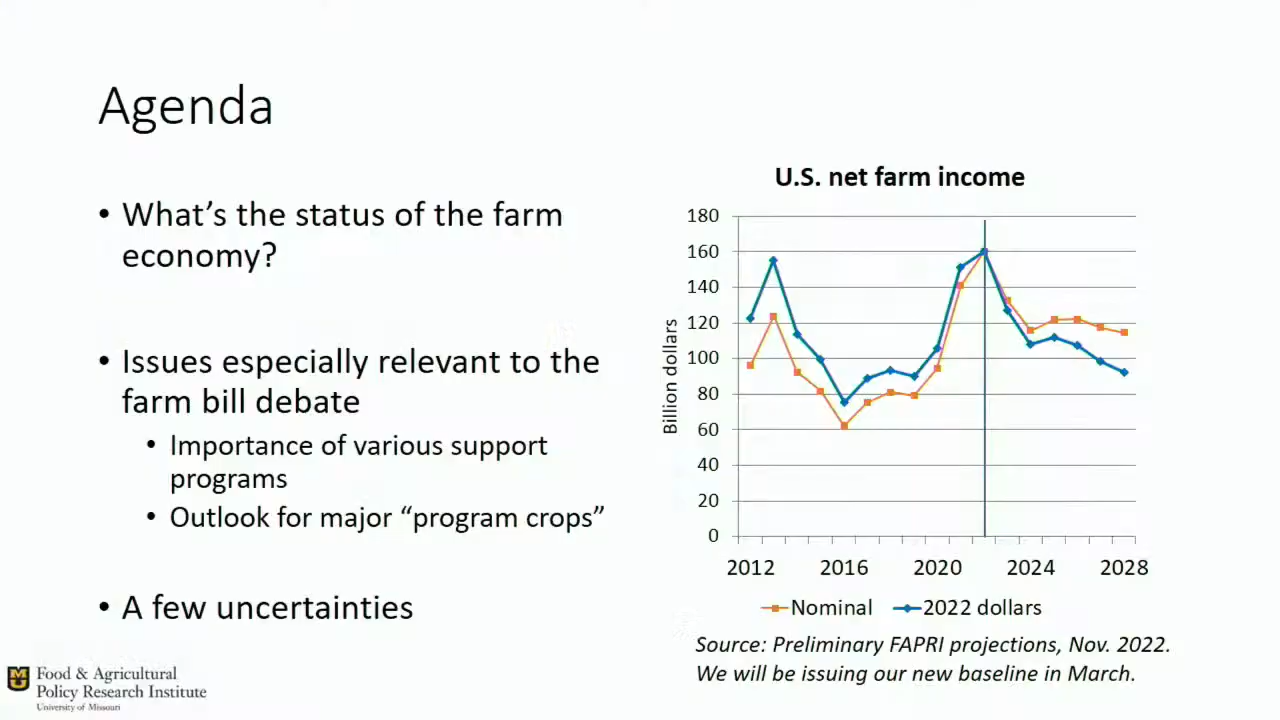 Agenda
• What’s the status of the farm
economy?
• Issues especially relevant to the
farm bill debate
• Importance of various support
programs
• Outlook for major “program crops”
• A few uncertainties
U.S. net farm income
Billion dollars
180
160
140
120
100
80
60
40
20
0
2012 2016 2020 2024 2028
Nominal 2022 dollars
Source: Preliminary FAPRI projections, Nov. 2022.
We will be issuing our new baseline in March.
Food & Agricultural
Policy Research Institute
University of Missouri